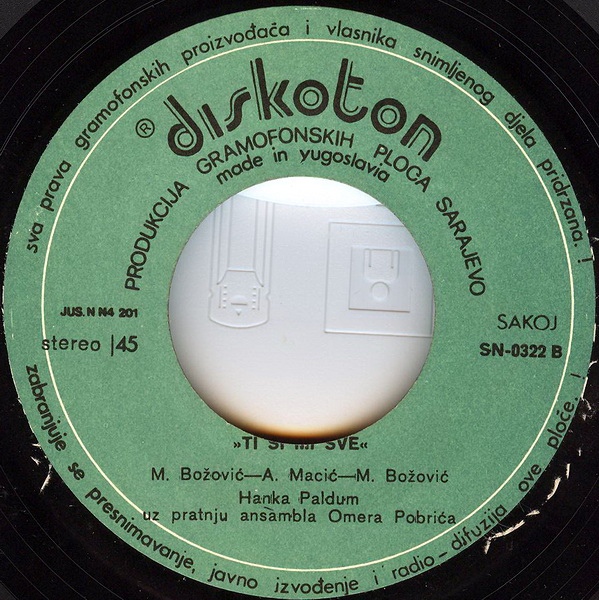 sva prava gramofonskih proizvođača i vlasnika snimljenog djela pridržana. !
® diskoton
PRODUKCIJA GRAMOFONSKIH PLOČA SARAJEVO
made in yugoslavia
JUS. N N4 201
stereo | 45
SAKOJ
SN-0322 B
»TI SI MI SVE«
M. Božović—A. Macić—M. Božović
Hanka Paldum
uz pratnju ansambla Omera Pobrića
zabranjuje se presnimavanje, javno izvođenje i radio-difuzija ove ploče. !